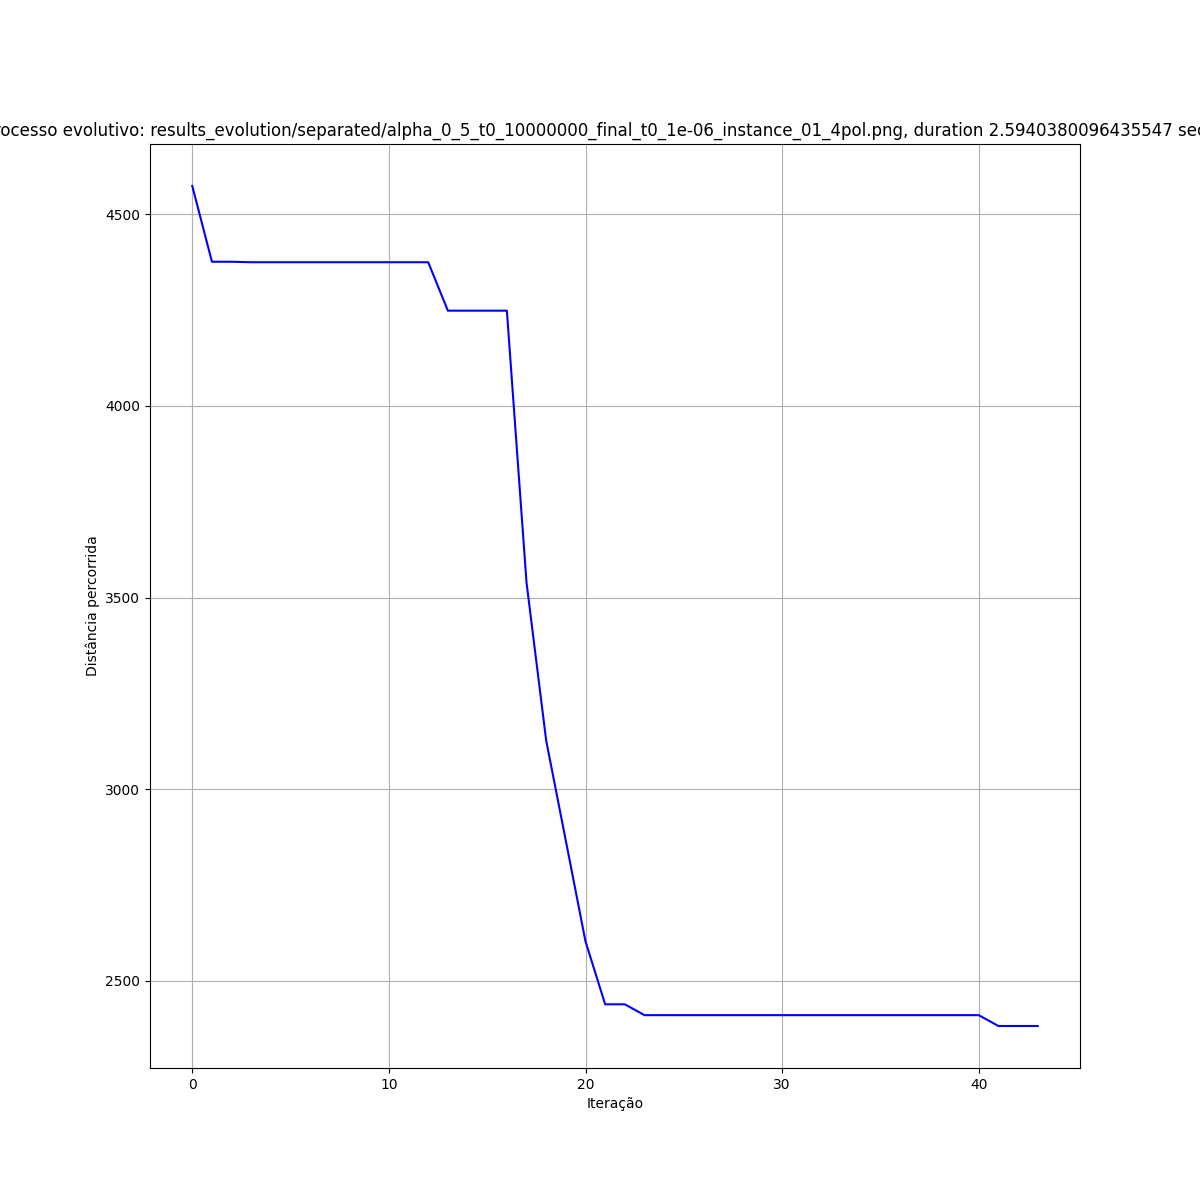 ocesso evolutivo: results_evolution/separated/alpha_0_5_t0_10000000_final_t0_1e-06_instance_01_4pol.png, duration 2.5940380096435547 sec
4500
4000
3500
3000
2500
Distância percorrida
0 10 20 30 40
Iteração